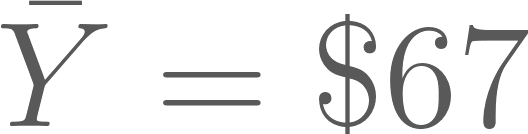 Ȳ = $67